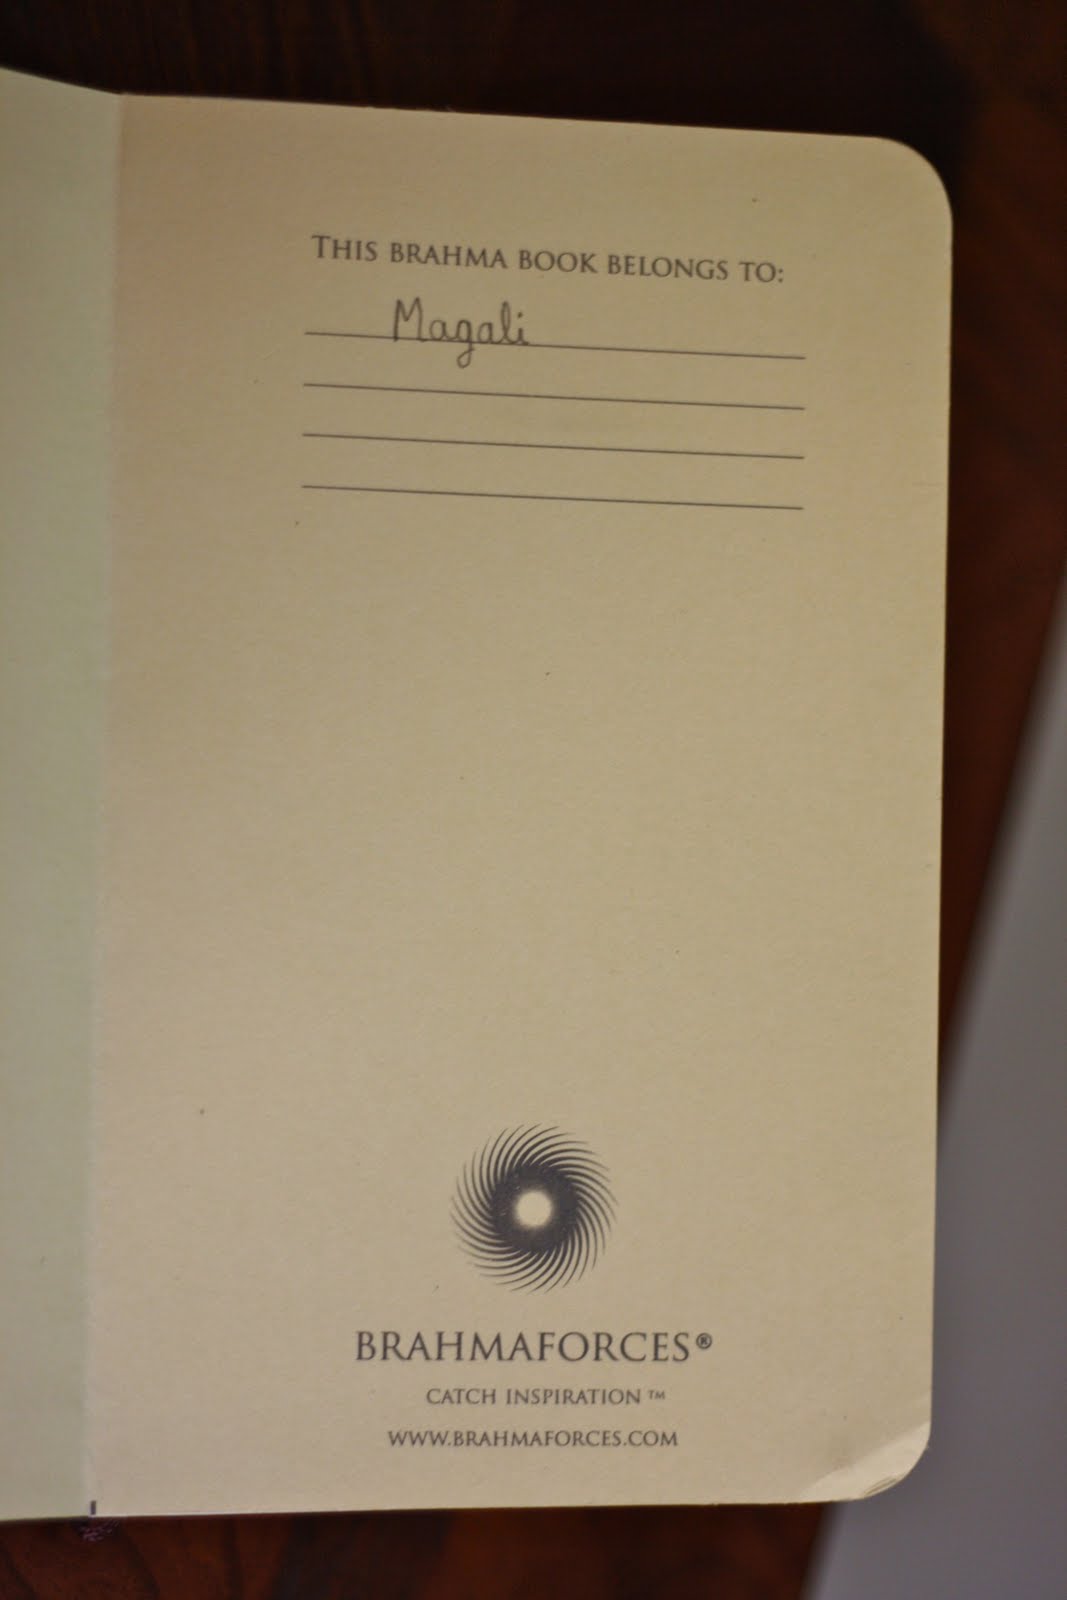 THIS BRAHMA BOOK BELONGS TO:
Magali
BRAHMAFORCES®
CATCH INSPIRATION™
WWW.BRAHMAFORCES.COM